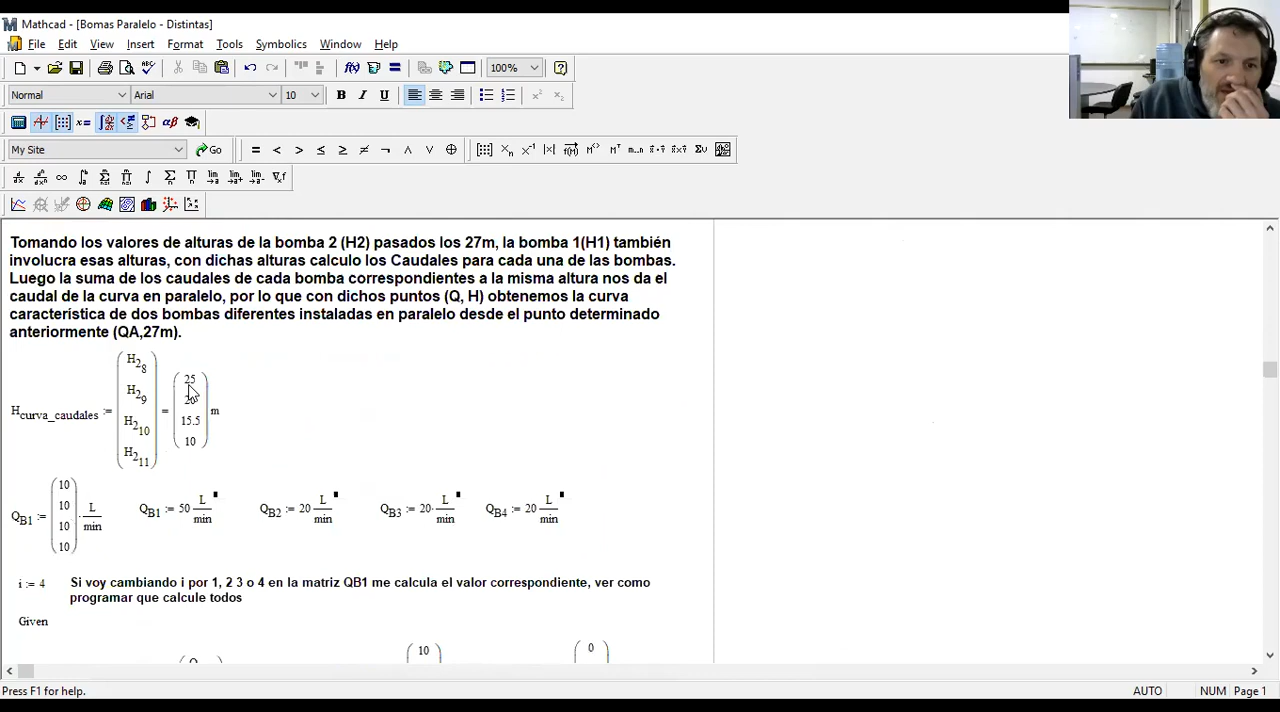 Mathcad - [Bomas Paralelo - Distintas]
File Edit View Insert Format Tools Symbolics Window Help
100%
Normal Arial 10 B I U
My Site Go
Tomando los valores de alturas de la bomba 2 (H2) pasados los 27m, la bomba 1(H1) también
involucra esas alturas, con dichas alturas calculo los Caudales para cada una de las bombas.
Luego la suma de los caudales de cada bomba correspondientes a la misma altura nos da el
caudal de la curva en paralelo, por lo que con dichos puntos (Q, H) obtenemos la curva
característica de dos bombas diferentes instaladas en paralelo desde el punto determinado
anteriormente (QA,27m).
H2 8 25
H2 9 20
Hcurva_caudales := = m
H2 10 15.5
H2 11 10
10
10
QB1 := · L/min QB1 := 50 L/min QB2 := 20 L/min QB3 := 20· L/min QB4 := 20 L/min
10
10
i := 4 Si voy cambiando i por 1, 2 3 o 4 en la matriz QB1 me calcula el valor correspondiente, ver como
programar que calcule todos
Given
10 0
Press F1 for help. AUTO NUM Page 1